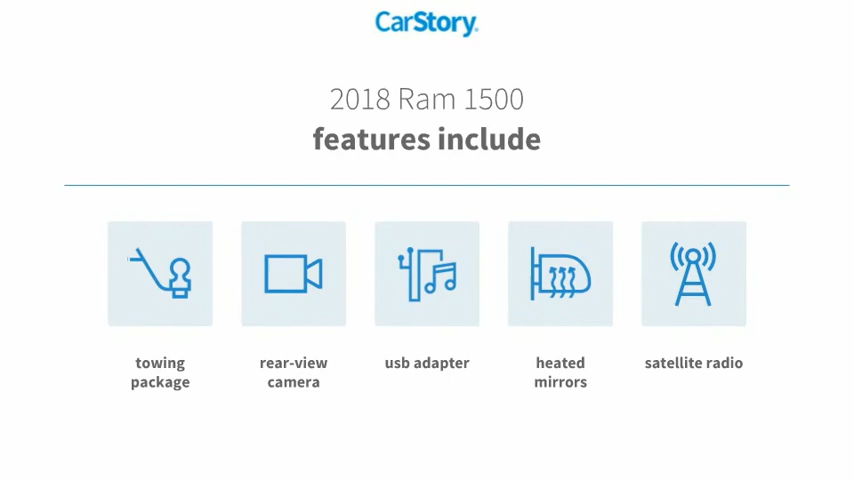 CarStory
2018 Ram 1500
features include
towing
package
rear-view
camera
usb adapter
heated
mirrors
satellite radio